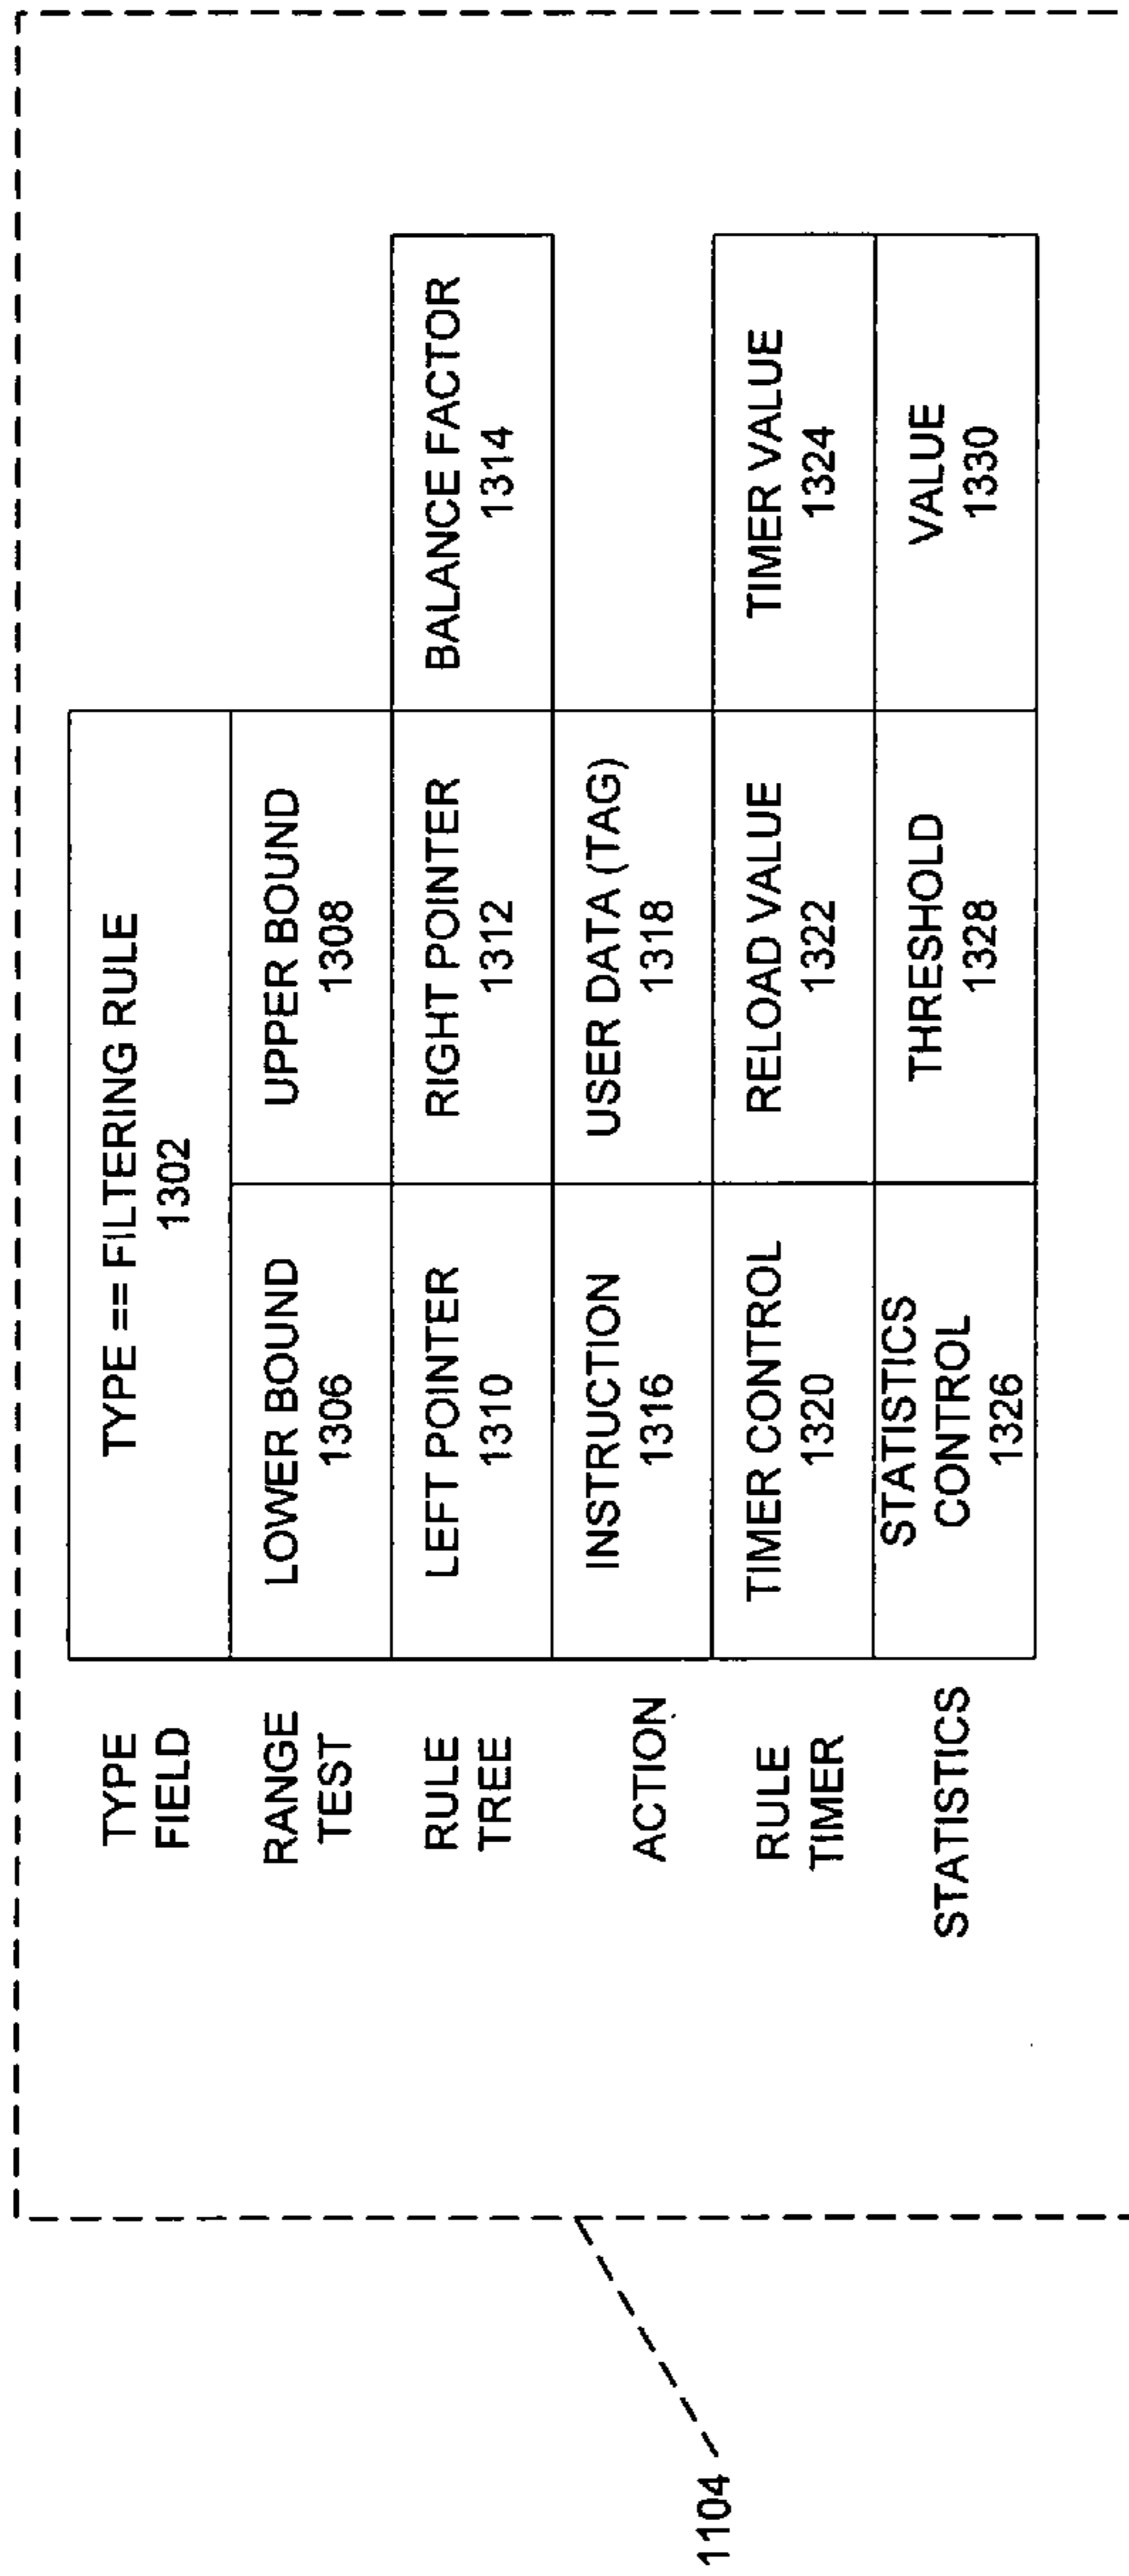 TYPE
FIELD
TYPE == FILTERING RULE
1302
RANGE
TEST
LOWER BOUND
1306
UPPER BOUND
1308
RULE
TREE
LEFT POINTER
1310
RIGHT POINTER
1312
BALANCE FACTOR
1314
ACTION
INSTRUCTION
1316
USER DATA (TAG)
1318
RULE
TIMER
TIMER CONTROL
1320
RELOAD VALUE
1322
TIMER VALUE
1324
STATISTICS
STATISTICS
CONTROL
1326
THRESHOLD
1328
VALUE
1330
1104